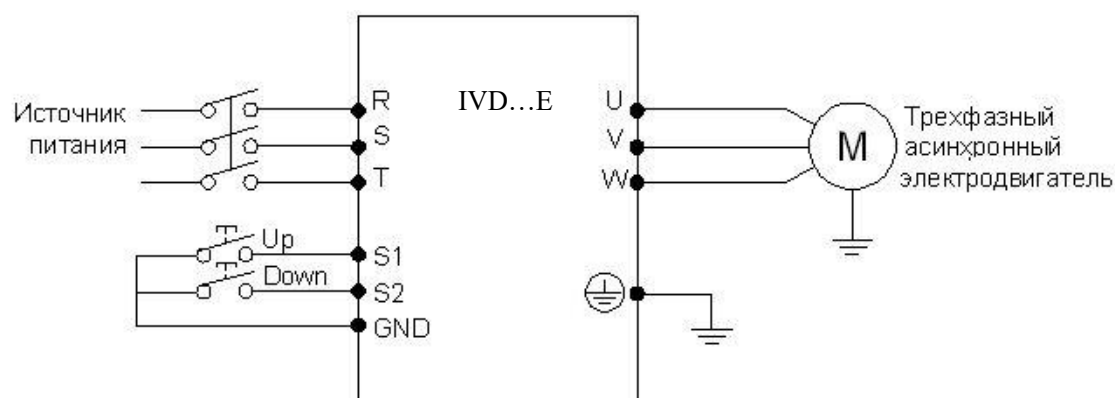 Источник
питания
R
S
T
IVD...E
U
V
W
M
Трехфазный
асинхронный
электродвигатель
Up
Down
S1
S2
GND